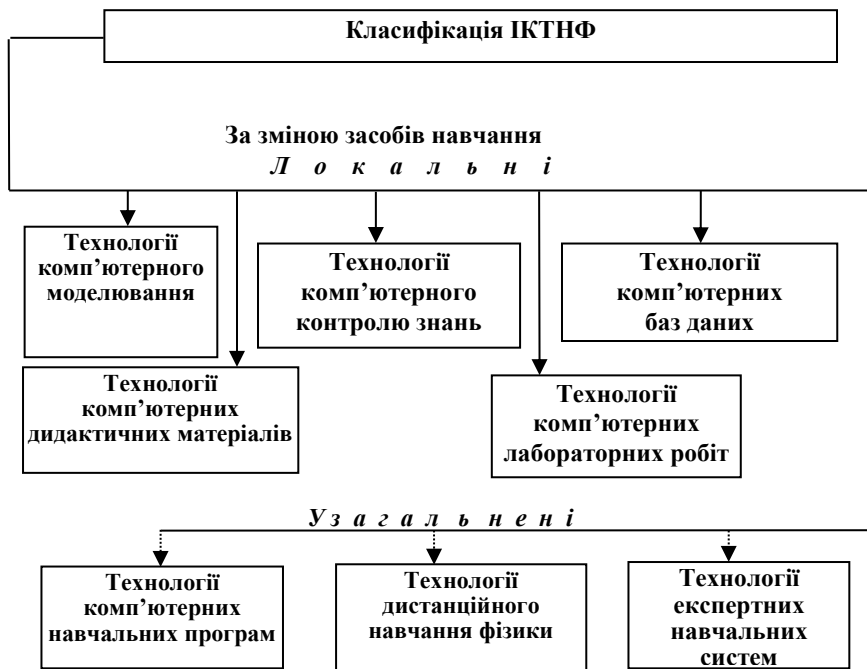 Класифікація ІКТНФ
За зміною засобів навчання
Л о к а л ь н і
Технології
комп’ютерного
моделювання
Технології
комп’ютерного
контролю знань
Технології
комп’ютерних
баз даних
Технології
комп’ютерних
дидактичних матеріалів
Технології
комп’ютерних
лабораторних робіт
У з а г а л ь н е н і
Технології
комп’ютерних
навчальних програм
Технології
дистанційного
навчання фізики
Технології
експертних
навчальних
систем